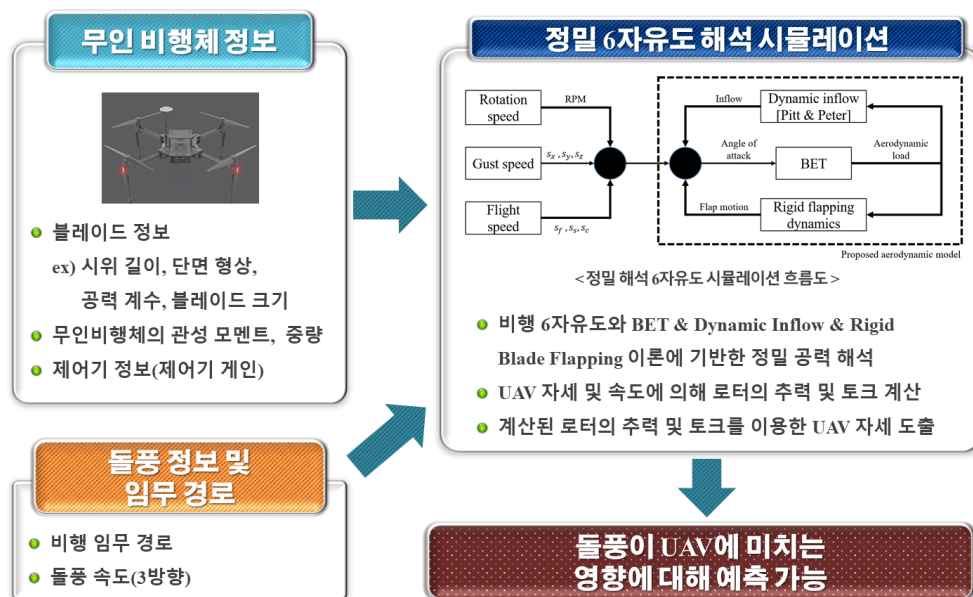 무인 비행체 정보
블레이드 정보
ex) 시위 길이, 단면 형상,
공력 계수, 블레이드 크기
무인비행체의 관성 모멘트, 중량
제어기 정보(제어기 게인)
돌풍 정보 및
임무 경로
비행 임무 경로
돌풍 속도(3방향)
정밀 6자유도 해석 시뮬레이션
Rotation
speed
RPM
Gust speed
s_x , s_y, s_z
Flight
speed
s_f , s_s, s_c
Inflow
Dynamic inflow
[Pitt & Peter]
Angle of
attack
BET
Aerodynamic
load
Flap motion
Rigid flapping
dynamics
Proposed aerodynamic model
<정밀 해석 6자유도 시뮬레이션 흐름도>
비행 6자유도와 BET & Dynamic Inflow & Rigid
Blade Flapping 이론에 기반한 정밀 공력 해석
UAV 자세 및 속도에 의해 로터의 추력 및 토크 계산
계산된 로터의 추력 및 토크를 이용한 UAV 자세 도출
돌풍이 UAV에 미치는
영향에 대해 예측 가능